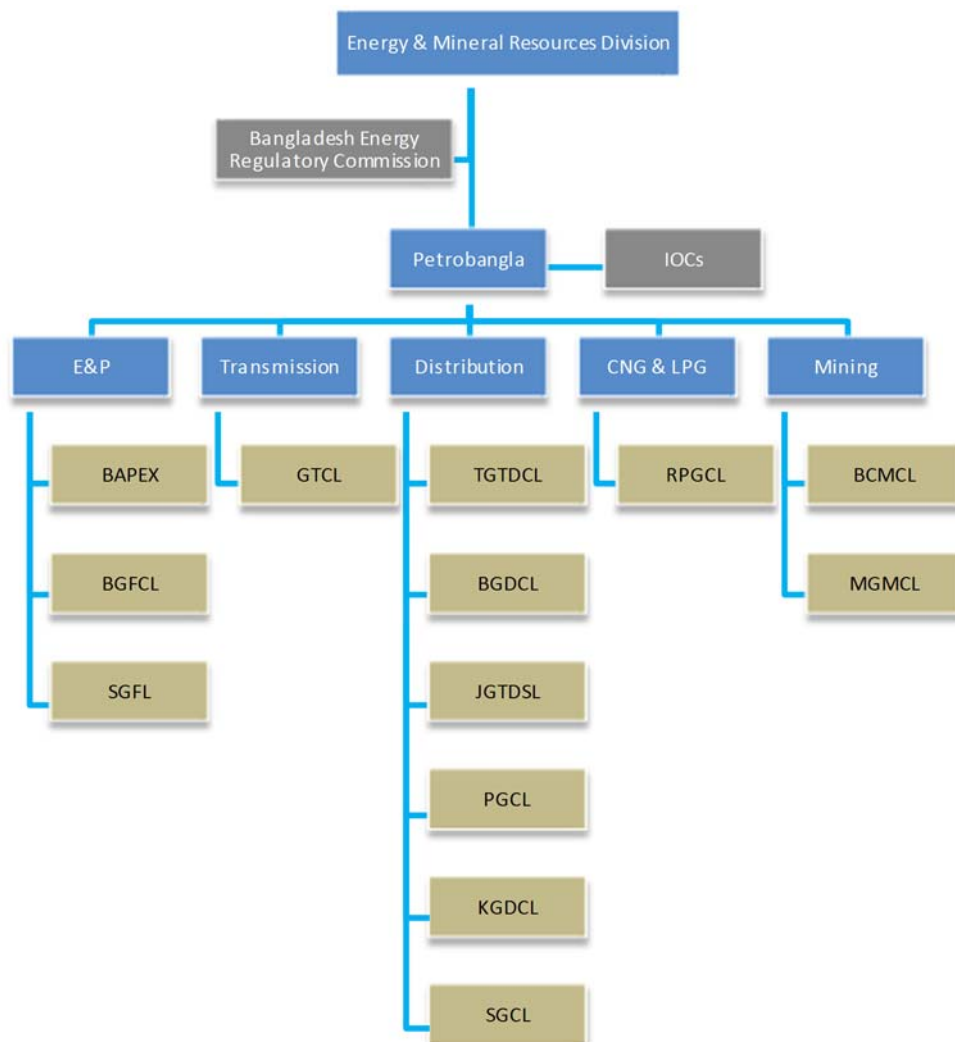 Energy & Mineral Resources Division
Bangladesh Energy
Regulatory Commission
Petrobangla
IOCs
E&P
Transmission
Distribution
CNG & LPG
Mining
BAPEX
GTCL
TGTDCL
RPGCL
BCMCL
BGFCL
BGDCL
MGMCL
SGFL
JGTDSL
PGCL
KGDCL
SGCL